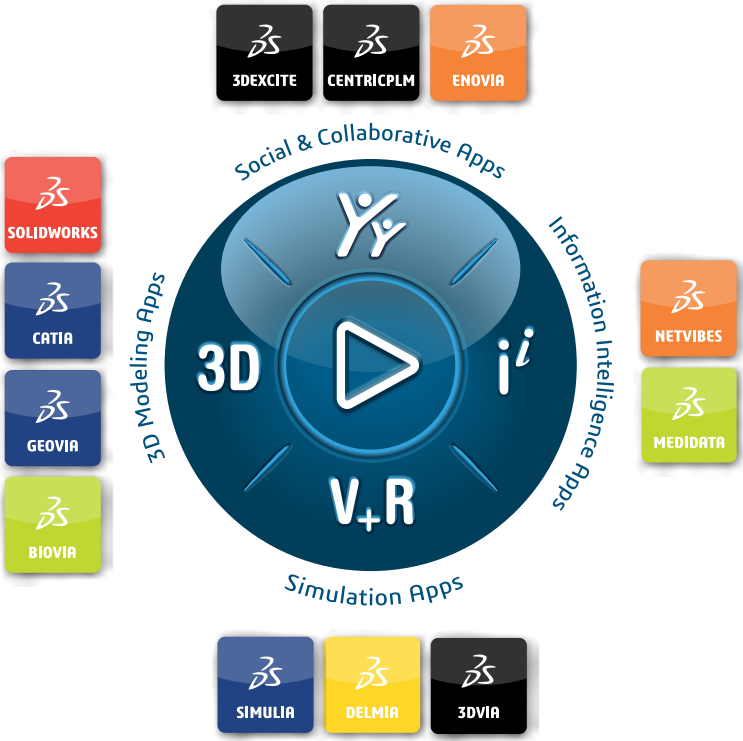 3DEXCITE
CENTRICPLM
ENOVIA
Social & Collaborative Apps
SOLIDWORKS
CATIA
GEOVIA
BIOVIA
3D Modeling Apps
3D
i i
V+R
Information Intelligence Apps
NETVIBES
MEDIDATA
Simulation Apps
SIMULIA
DELMIA
3DVIA